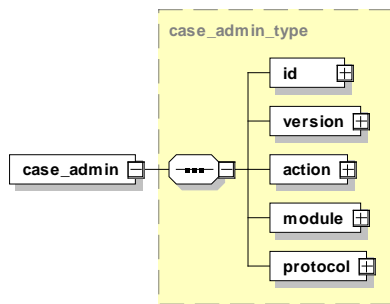 case_admin_type
id
version
action
case_admin
module
protocol